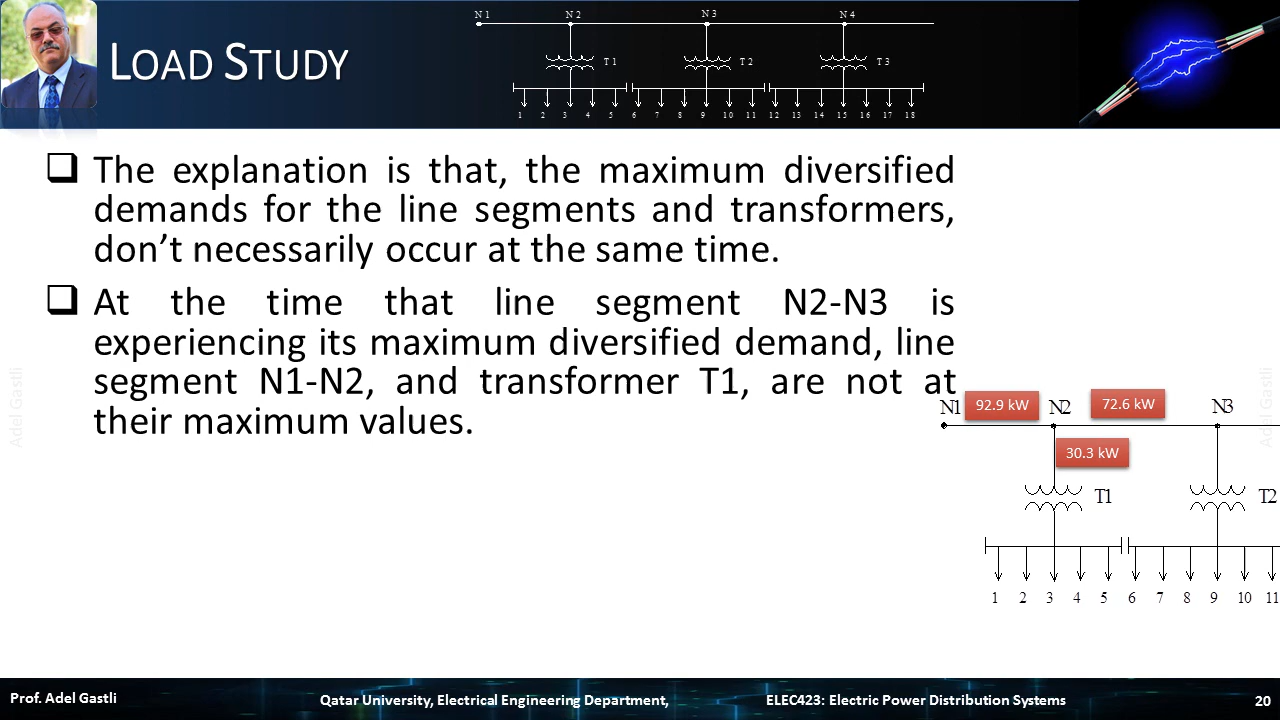 LOAD STUDY
N 1 N 2 N 3 N 4
T 1 T 2 T 3
1 2 3 4 5 6 7 8 9 10 11 12 13 14 15 16 17 18
The explanation is that, the maximum diversified
demands for the line segments and transformers,
don’t necessarily occur at the same time.
At the time that line segment N2-N3 is
experiencing its maximum diversified demand, line
segment N1-N2, and transformer T1, are not at
their maximum values.
Adel Gastli
Adel Gastli
N1 92.9 kW N2 72.6 kW N3
30.3 kW
T1 T2
1 2 3 4 5 6 7 8 9 10 11
Prof. Adel Gastli Qatar University, Electrical Engineering Department, ELEC423: Electric Power Distribution Systems 20